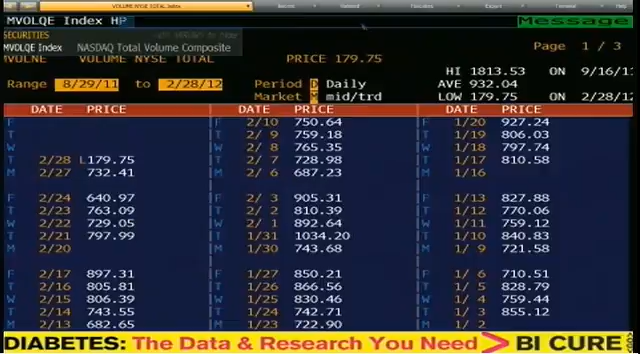 VOLUME NYSE TOTAL Index
MVOLQE Index HP
Message
SECURITIES
MVOLQE Index NASDAQ Total Volume Composite
Page 1 / 3
MVOLNE VOLUME NYSE TOTAL PRICE 179.75
HI 1813.53 ON 9/16/1
Range 8/29/11 to 2/28/12 Period D Daily AVE 932.04
Market M mid/trd LOW 179.75 ON 2/28/12
DATE PRICE DATE PRICE DATE PRICE
F F 2/10 750.64 F 1/20 927.24
T T 2/ 9 759.18 T 1/19 806.03
W W 2/ 8 765.35 W 1/18 797.74
T 2/28 L179.75 T 2/ 7 728.98 T 1/17 810.58
M 2/27 732.41 M 2/ 6 687.23 M 1/16
F 2/24 640.97 F 2/ 3 905.31 F 1/13 827.88
T 2/23 763.09 T 2/ 2 810.39 T 1/12 770.06
W 2/22 729.05 W 2/ 1 892.64 W 1/11 759.12
T 2/21 797.99 T 1/31 1034.20 T 1/10 840.83
M 2/20 M 1/30 743.68 M 1/ 9 721.58
F 2/17 897.31 F 1/27 850.21 F 1/ 6 710.51
T 2/16 805.81 T 1/26 866.56 T 1/ 5 828.79
W 2/15 806.39 W 1/25 830.46 W 1/ 4 759.44
T 2/14 744.59 T 1/24 742.71 T 1/ 3 855.12
M 2/13 682.65 M 1/23 722.90 M 1/ 2
DIABETES: The Data & Research You Need > BI CURE